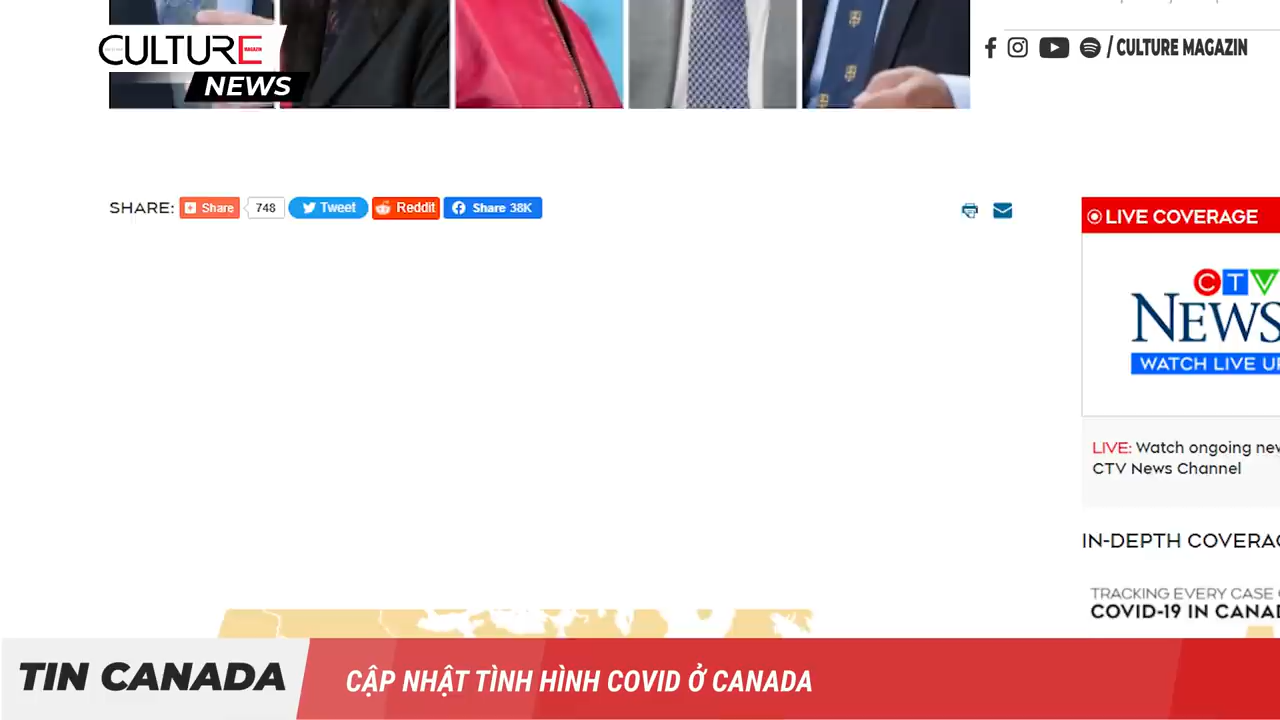 CULTURE
MAGAZIN
NEWS
/ CULTURE MAGAZIN
SHARE: Share 748 Tweet Reddit Share 38K
LIVE COVERAGE
CTV
NEWS
WATCH LIVE
LIVE: Watch ongoing
CTV News Channel
IN-DEPTH
TRACKING EVERY CASE
COVID-19 IN
TIN CANADA
CẬP NHẬT TÌNH HÌNH COVID Ở CANADA